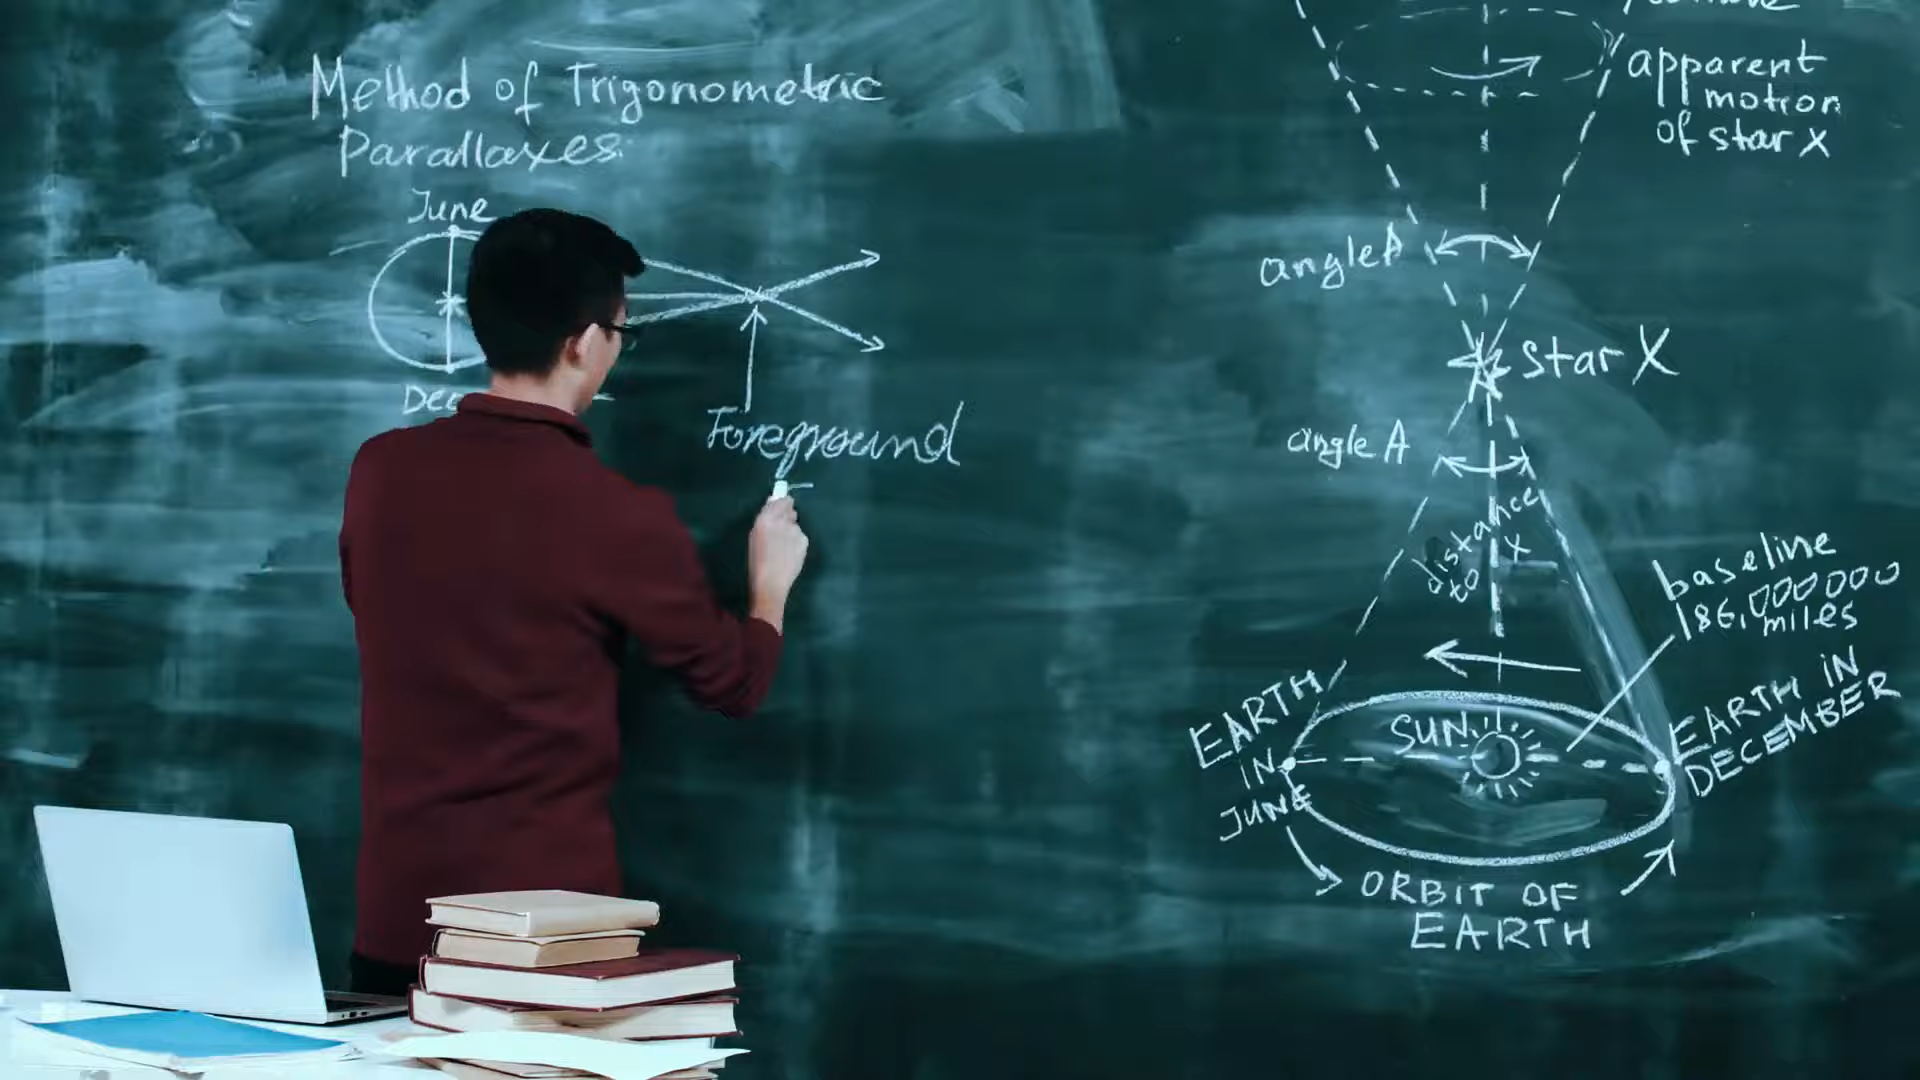 Method of Trigonometric
Parallaxes:
June
Dec
Foreground
apparent
motion
of star X
angle A
star X
angle A
distance
to X
baseline
186,000000
miles
EARTH
IN
JUNE
SUN
EARTH IN
DECEMBER
ORBIT OF
EARTH